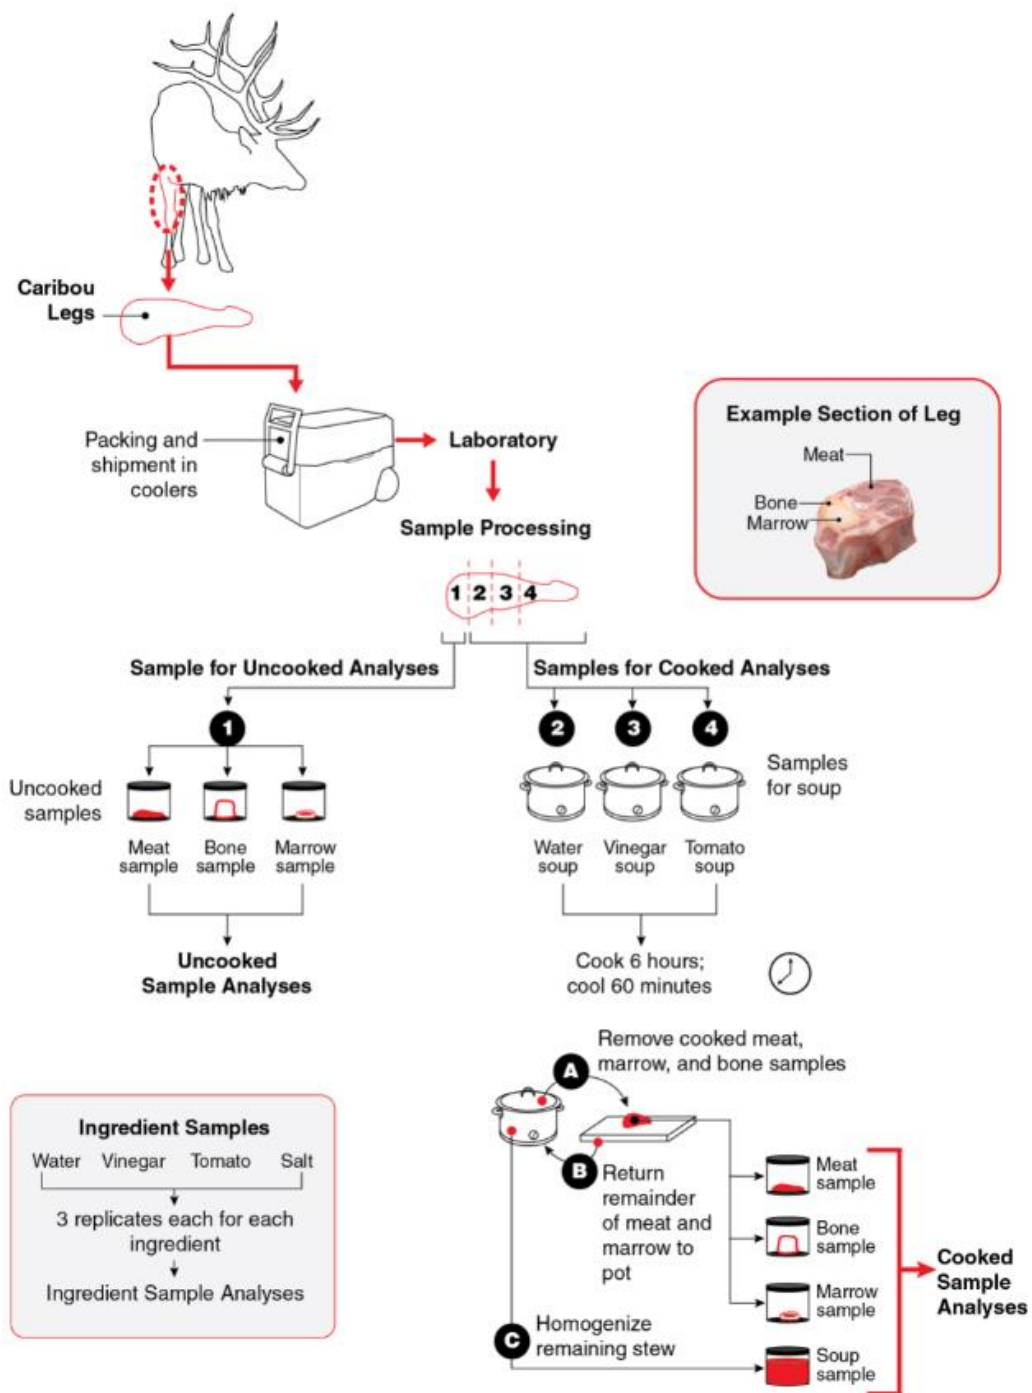 Caribou
Legs
Packing and
shipment in
coolers
Laboratory
Sample Processing
Example Section of Leg
Meat
Bone
Marrow
1 2 3 4
Sample for Uncooked Analyses
Samples for Cooked Analyses
1
2 3 4
Uncooked
samples
Samples
for soup
Meat
sample
Bone
sample
Marrow
sample
Water
soup
Vinegar
soup
Tomato
soup
Uncooked
Sample Analyses
Cook 6 hours;
cool 60 minutes
Remove cooked meat,
marrow, and bone samples
A
B
Return
remainder
of meat and
marrow to
pot
C
Homogenize
remaining stew
Meat
sample
Bone
sample
Marrow
sample
Soup
sample
Cooked
Sample
Analyses
Ingredient Samples
Water Vinegar Tomato Salt
3 replicates each for each
ingredient
Ingredient Sample Analyses